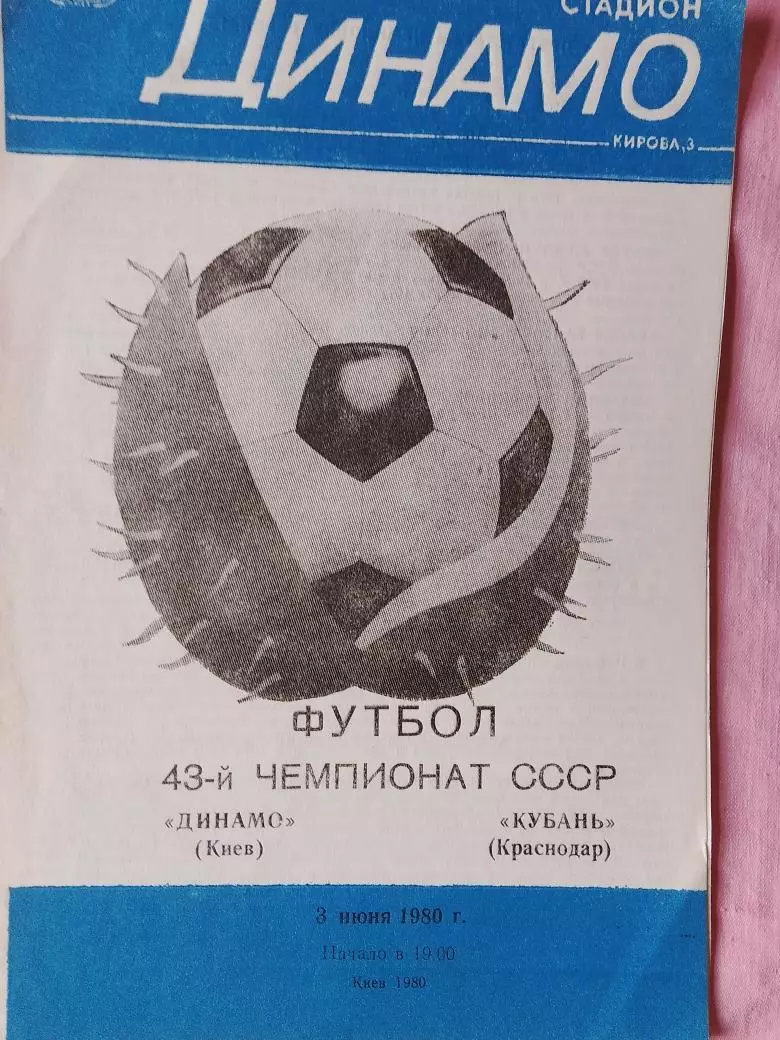 СТАДИОН
ДИНАМО
КИРОВА, 3
ФУТБОЛ
43-й ЧЕМПИОНАТ СССР
«ДИНАМО» «КУБАНЬ»
(Киев) (Краснодар)
3 июня 1980 г.
Начало в 19.00
Киев 1980